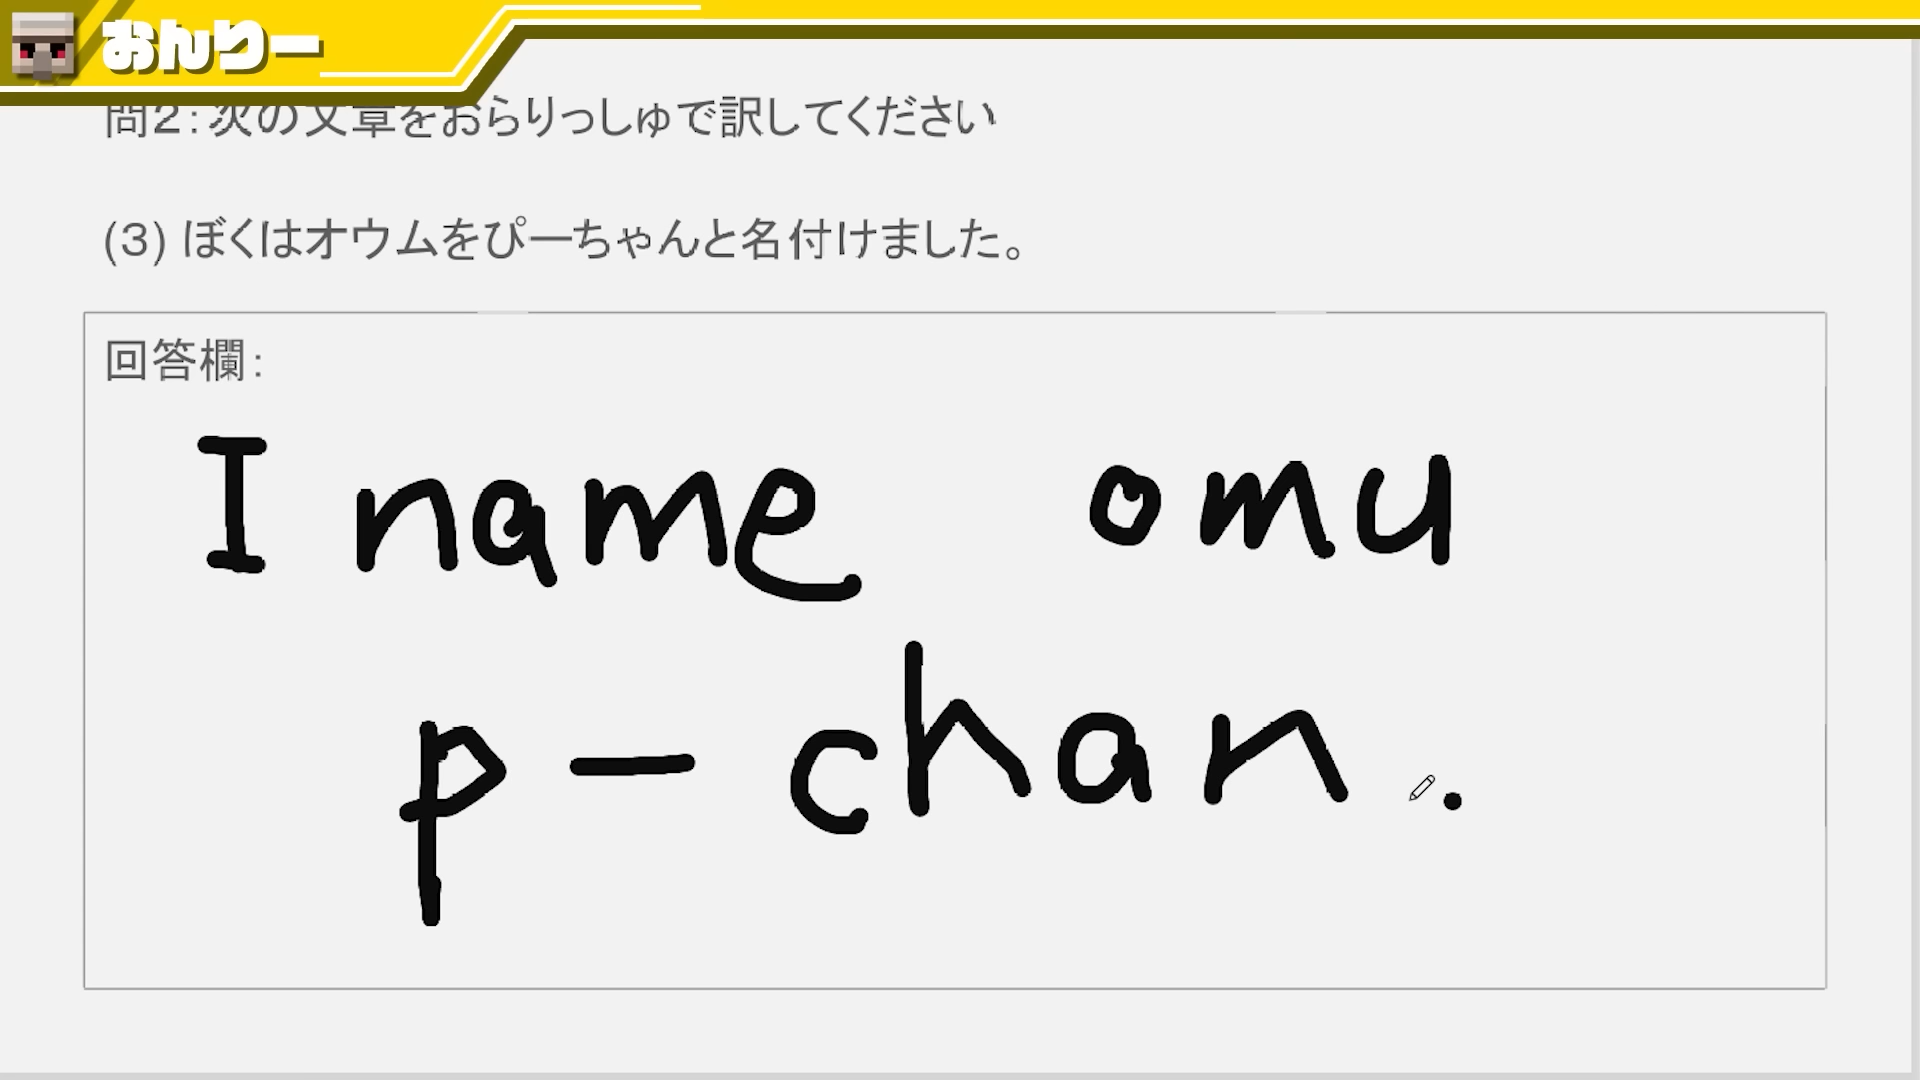 おんりー
問2:次の文章をおらりっしゅで訳してください
(3) ぼくはオウムをぴーちゃんと名付けました。
回答欄:
I name omu
p-chan.